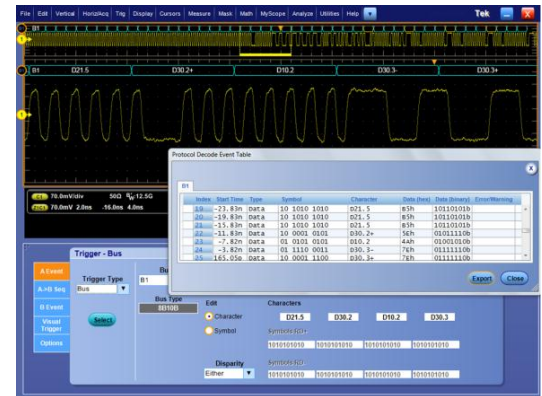 File Edit Vertical Horiz/Acq Trig Display Cursors Measure Mask Math MyScope Analyze Utilities Help Tek
B1
B1 D21.5 D30.2+ D10.2 D30.3- D30.3+
70.0mV/div 50Ω :12.5G
70.0mV 2.0ns -16.0ns 4.0ns
Protocol Decode Event Table
B1
Index Start Time Type Symbol Character Data (hex) Data (binary) Error/Warning
19 -23.83n Data 10 1010 1010 D21.5 B5h 10110101b
20 -19.83n Data 10 1010 1010 D21.5 B5h 10110101b
21 -15.83n Data 10 1010 1010 D21.5 B5h 10110101b
22 -11.83n Data 10 0001 0101 D30.2+ 5Eh 01011110b
23 -7.82n Data 01 0101 0101 D10.2 4Ah 01001010b
24 -3.82n Data 01 1110 0011 D30.3- 7Eh 01111110b
25 165.05p Data 10 0001 1100 D30.3+ 7Eh 01111110b
Export Close
Trigger - Bus
A Event
A->B Seq
B Event
Visual Trigger
Options
Trigger Type
Bus
Select
B1
Bus Type
8B10B
Edit
Character
Symbol
Disparity
Either
Characters
D21.5 D30.2 D10.2 D30.3
1010101010 1010101010 1010101010 1010101010
1010101010 1010101010 1010101010 1010101010